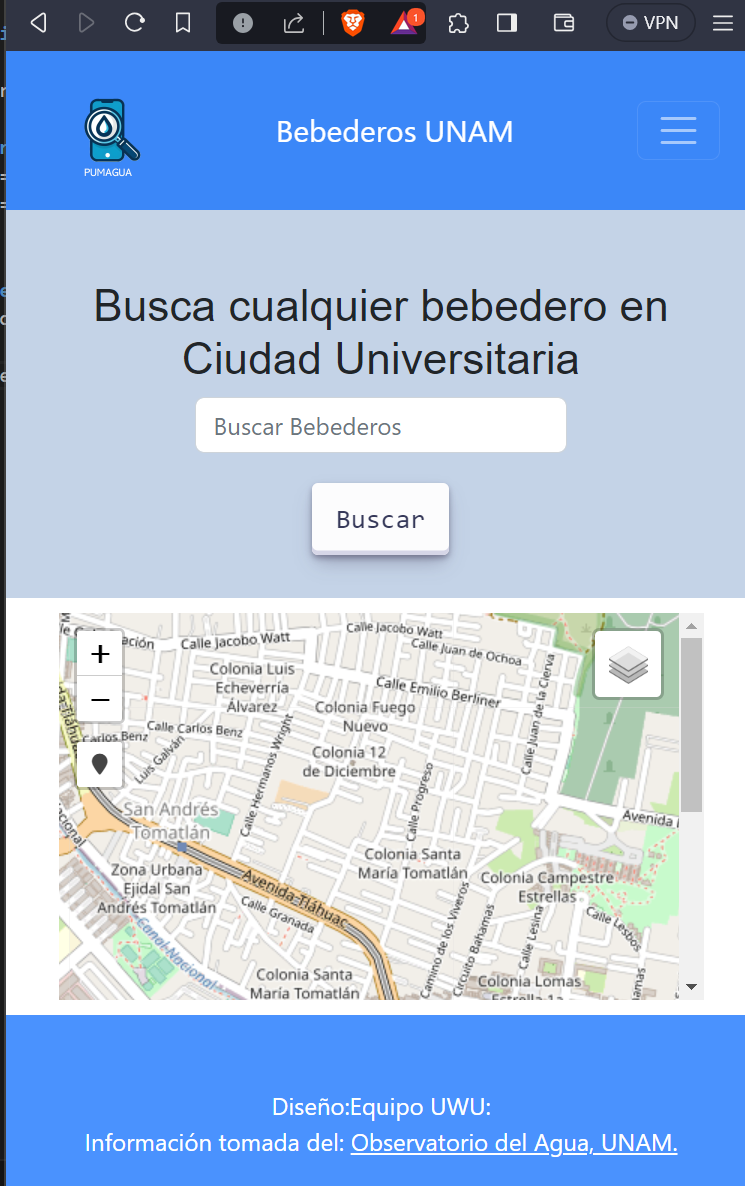 1
VPN
PUMAGUA
Bebederos UNAM
Busca cualquier bebedero en
Ciudad Universitaria
Buscar Bebederos
Buscar
+
−
Calle Jacobo Watt
Calle Jacobo Watt
Calle Juan de Ochoa
Colonia Luis
Echeverría
Álvarez
Calle Emilio Berliner
Calle Juan de la Cierva
Colonia Fuego
Nuevo
Calle Carlos Benz
Carlos Benz
Luis Galván
Calle Hermanos Wright
Colonia 12
de Diciembre
Calle Progreso
San Andrés
Tomatlán
Avenida
Colonia Santa
María Tomatlán
Zona Urbana
Ejidal San
Andrés Tomatlán
Avenida Tláhuac
Calle Granada
Colonia Campestre
Estrellas
Calle Lesbos
Calle Lesina
Camino de los Viveros
Circuito Bahamas
Canal Nacional
Colonia Santa
María Tomatlán
Colonia Lomas
Diseño:Equipo UWU:
Información tomada del: Observatorio del Agua, UNAM.